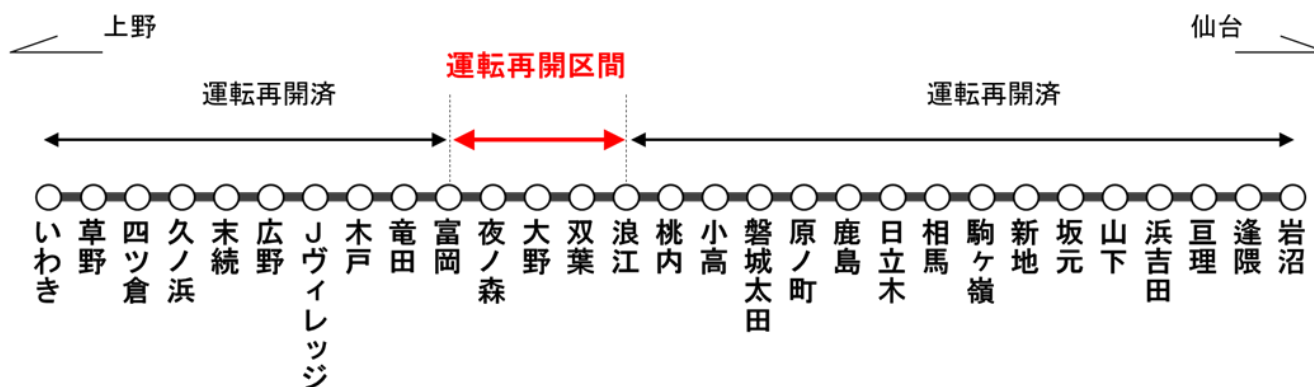 上野
仙台
運転再開区間
運転再開済
運転再開済
いわき
草野
四ツ倉
久ノ浜
末続
広野
Jヴィレッジ
木戸
竜田
富岡
夜ノ森
大野
双葉
浪江
桃内
小高
磐城太田
原ノ町
鹿島
日立木
相馬
駒ヶ嶺
新地
坂元
山下
浜吉田
亘理
逢隈
岩沼